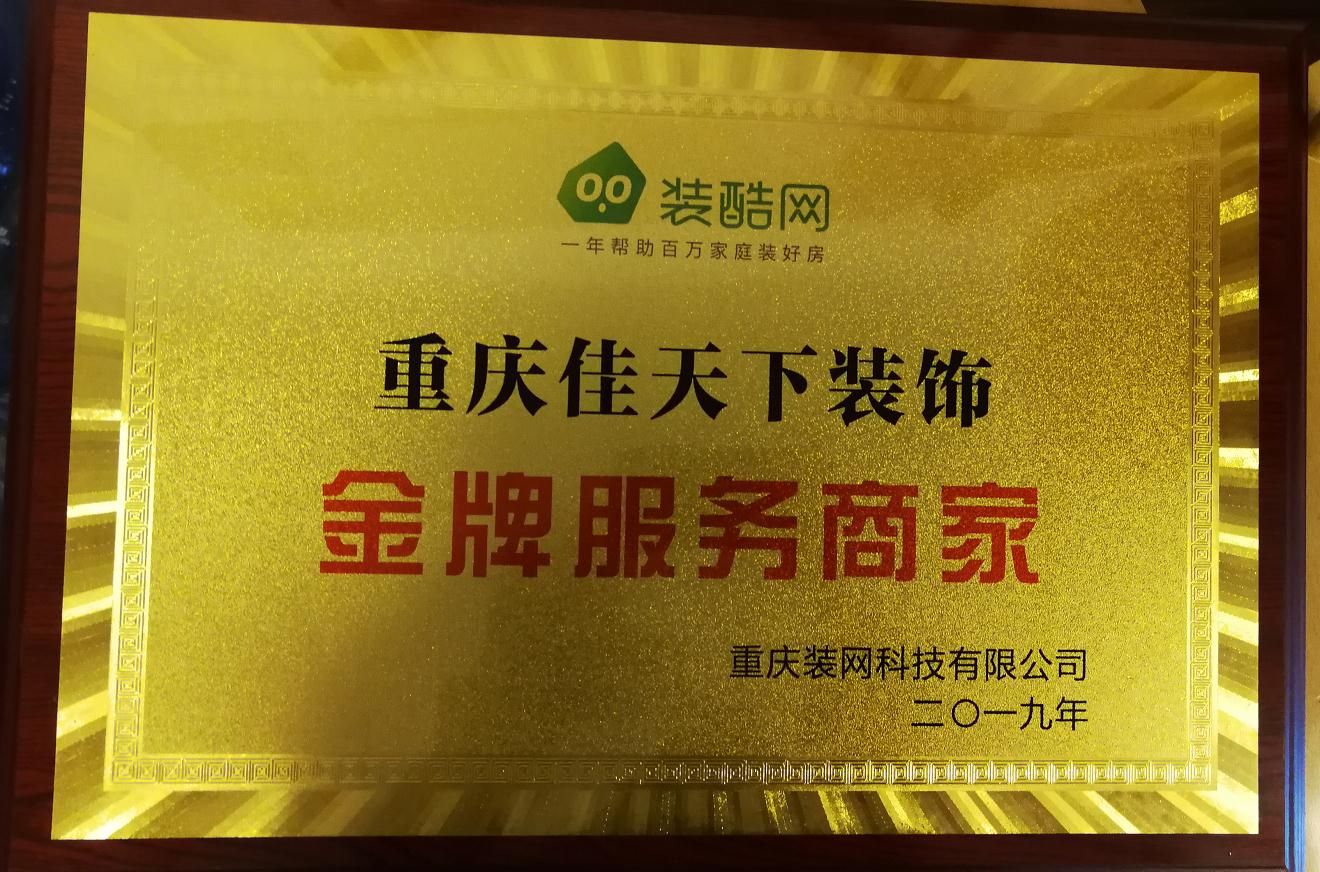 装酷网
一年帮助百万家庭装好房
重庆佳天下装饰
金牌服务商家
重庆装网科技有限公司
二〇一九年